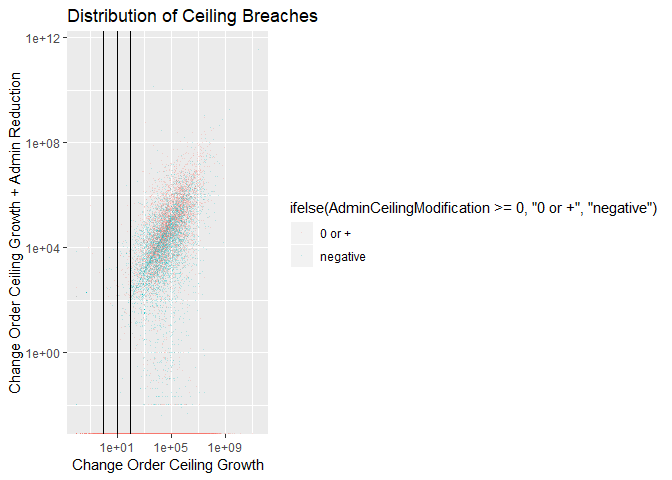 Distribution of Ceiling Breaches
Change Order Ceiling Growth + Admin Reduction
1e+12
1e+08
1e+04
1e+00
1e+01
1e+05
1e+09
Change Order Ceiling Growth
ifelse(AdminCeilingModification >= 0, "0 or +", "negative")
0 or +
negative